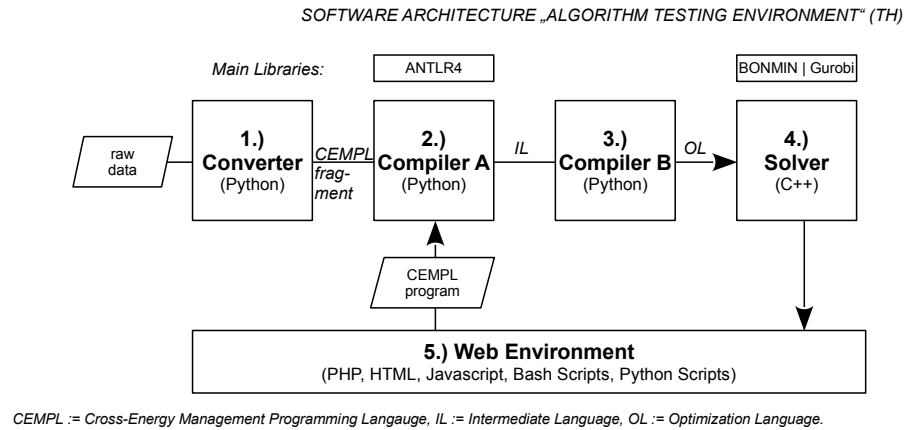 SOFTWARE ARCHITECTURE „ALGORITHM TESTING ENVIRONMENT“ (TH)
Main Libraries:
ANTLR4
BONMIN | Gurobi
raw
data
1.)
Converter
(Python)
CEMPL
frag-
ment
2.)
Compiler A
(Python)
IL
3.)
Compiler B
(Python)
OL
4.)
Solver
(C++)
CEMPL
program
5.) Web Environment
(PHP, HTML, Javascript, Bash Scripts, Python Scripts)
CEMPL := Cross-Energy Management Programming Langauge, IL := Intermediate Language, OL := Optimization Language.